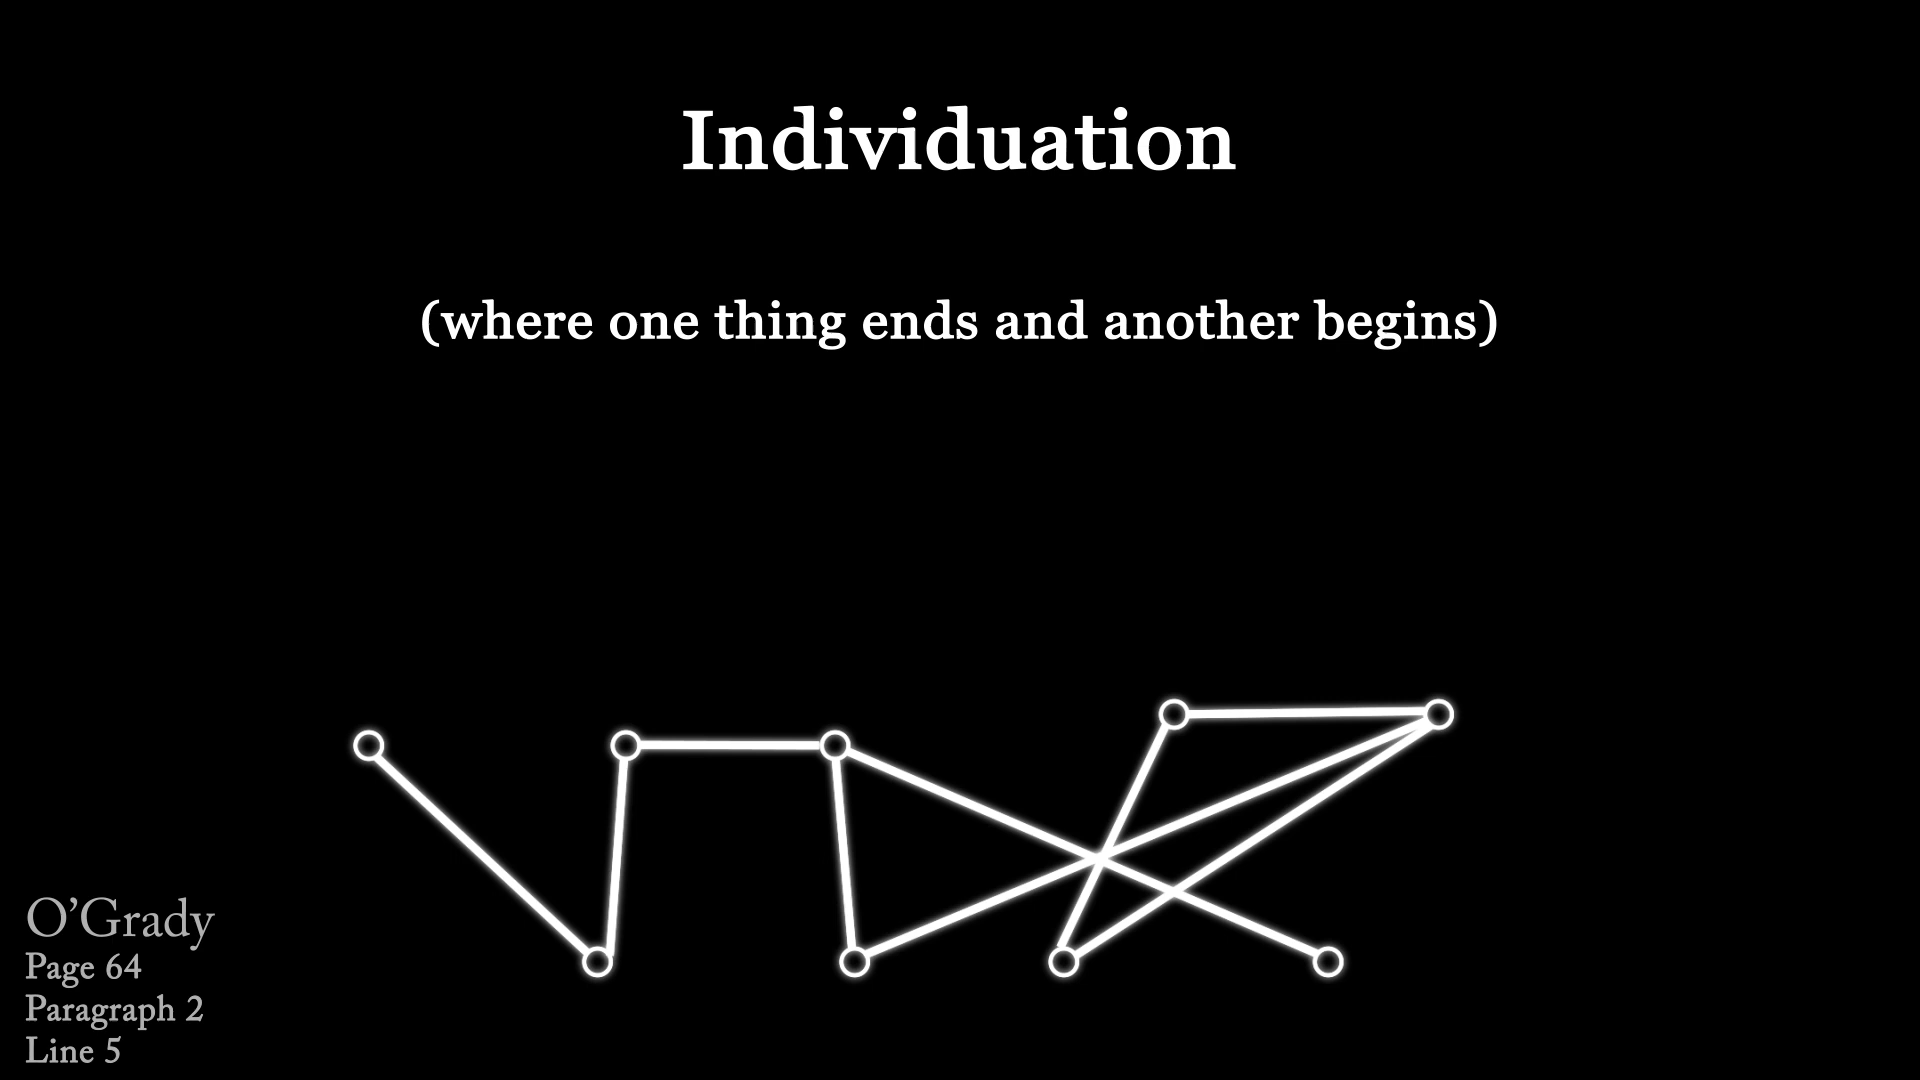 Individuation
(where one thing ends and another begins)
O’Grady
Page 64
Paragraph 2
Line 5